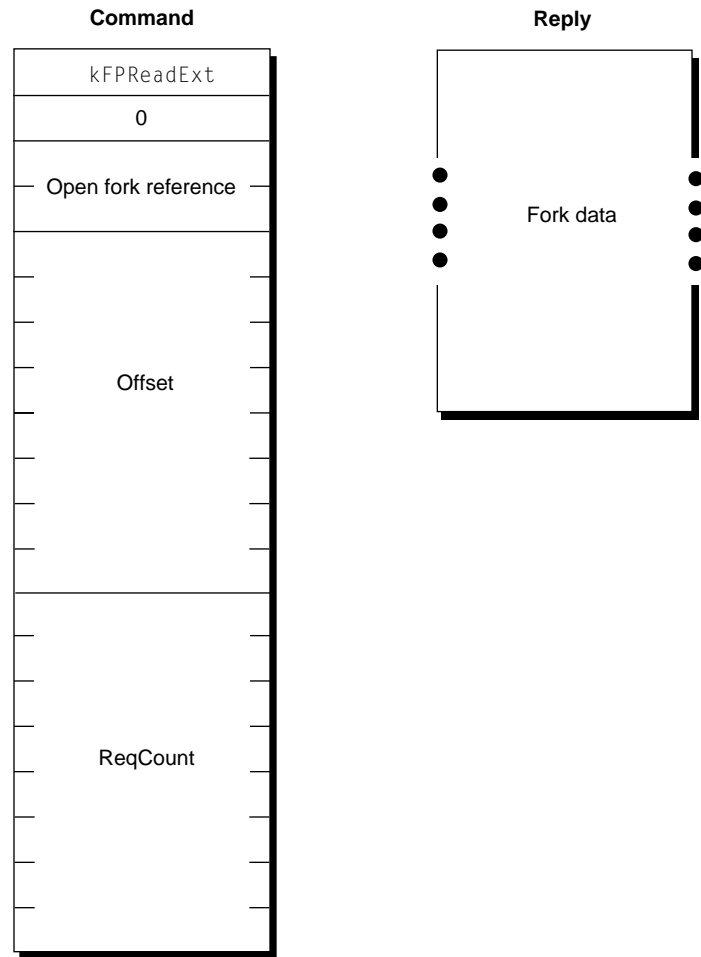 Command
kFPReadExt
0
Open fork reference
Offset
ReqCount
Reply
Fork data